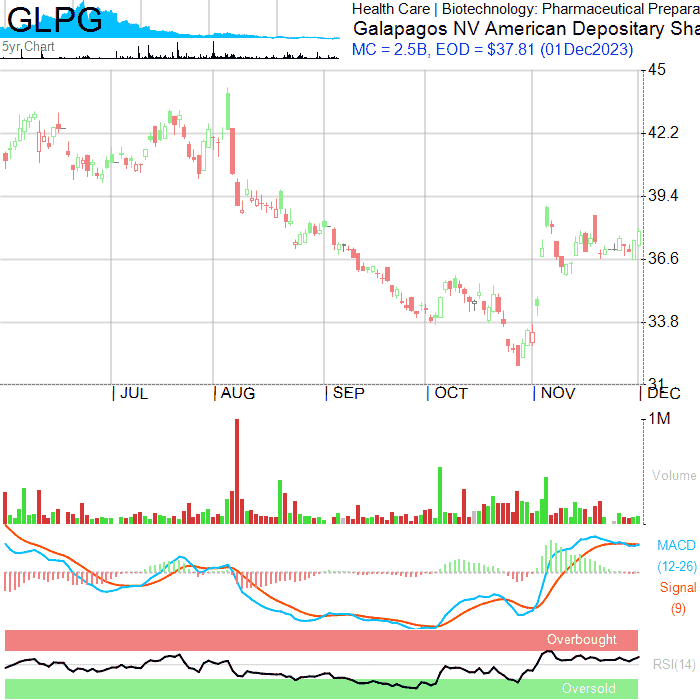 GLPG
5yr Chart
Health Care | Biotechnology: Pharmaceutical Prepara
Galapagos NV American Depositary Sha
MC = 2.5B, EOD = $37.81 (01Dec2023)
45
42.2
39.4
36.6
33.8
31
JUL AUG SEP OCT NOV DEC
1M
Volume
MACD
(12-26)
Signal
(9)
Overbought
RSI(14)
Oversold